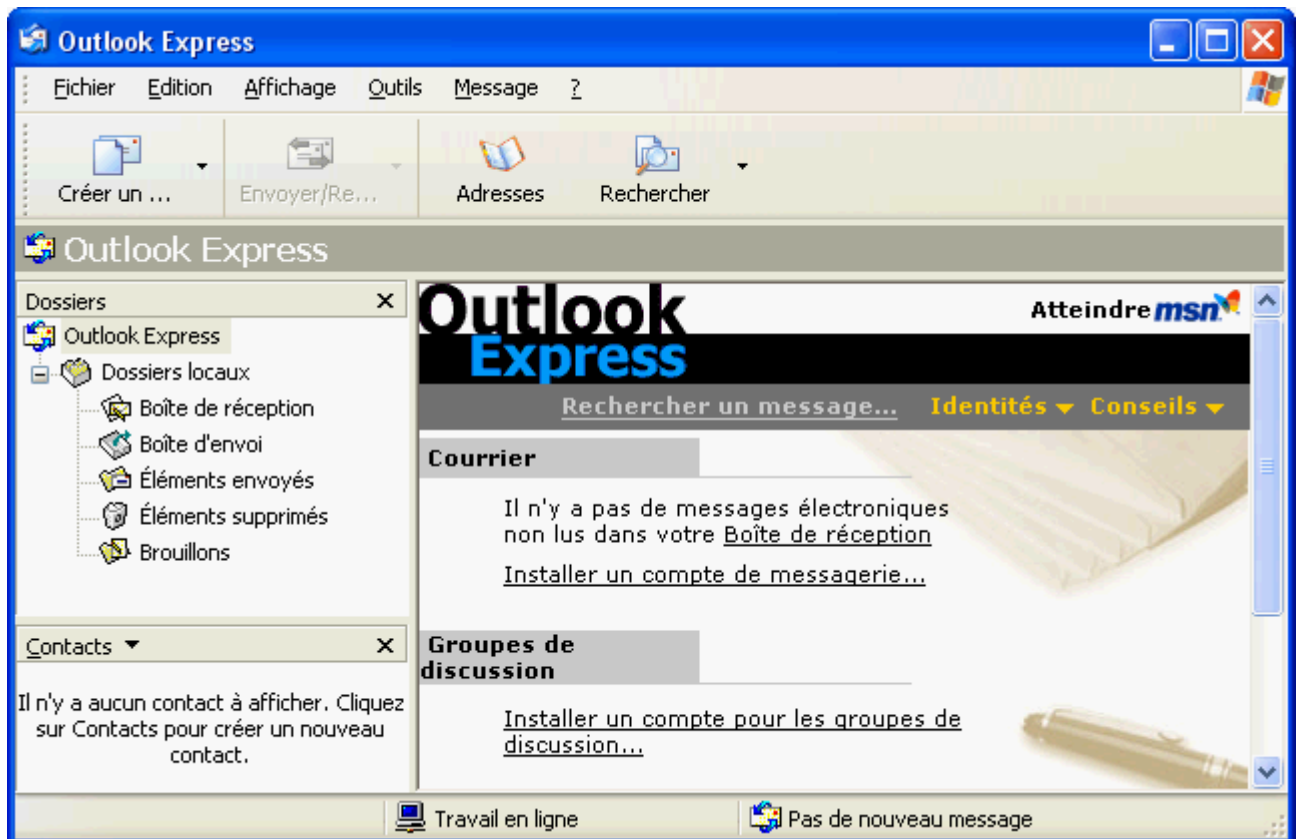 Outlook Express
Fichier Edition Affichage Outils Message ?
Créer un ... Envoyer/Re... Adresses Rechercher
Outlook Express
Dossiers
Outlook Express
Dossiers locaux
Boîte de réception
Boîte d'envoi
Éléments envoyés
Éléments supprimés
Brouillons
Contacts
Il n'y a aucun contact à afficher. Cliquez
sur Contacts pour créer un nouveau
contact.
Outlook
Express
Atteindre msn
Rechercher un message... Identités Conseils
Courrier
Il n'y a pas de messages électroniques
non lus dans votre Boîte de réception
Installer un compte de messagerie...
Groupes de
discussion
Installer un compte pour les groupes de
discussion...
Travail en ligne Pas de nouveau message